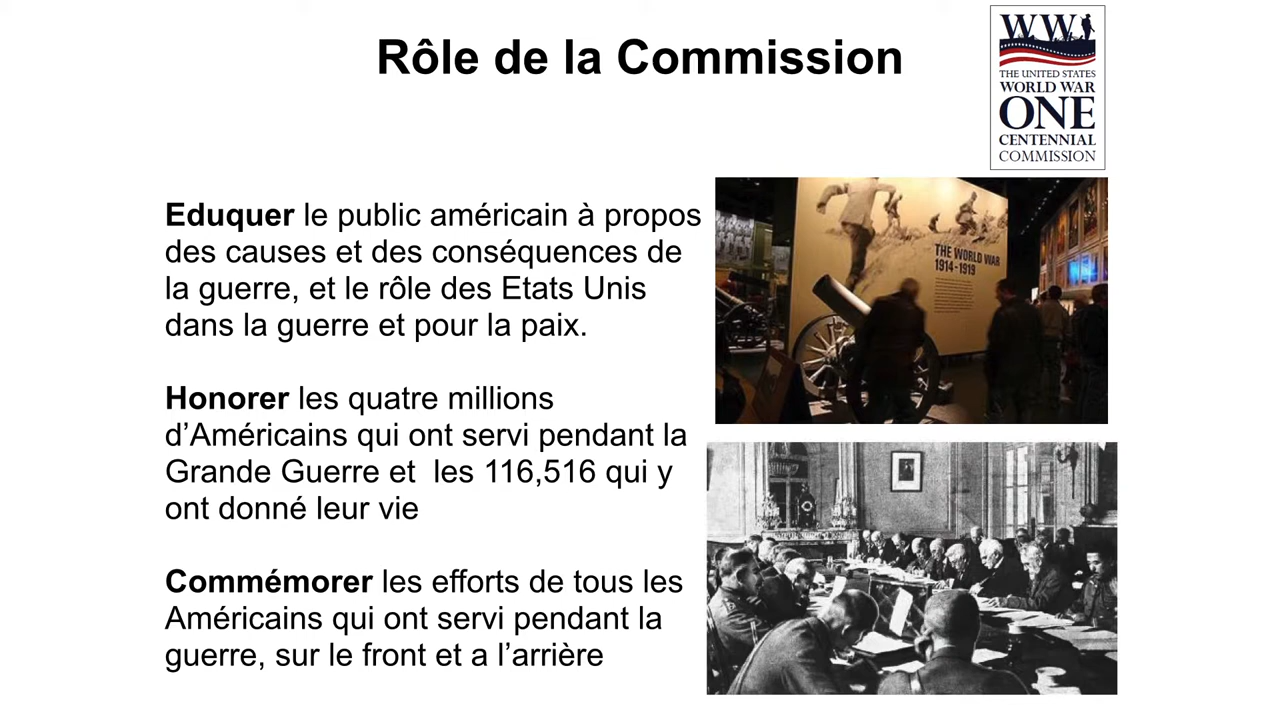 Rôle de la Commission
WW1
THE UNITED STATES
WORLD WAR
ONE
CENTENNIAL
COMMISSION
Eduquer le public américain à propos
des causes et des conséquences de
la guerre, et le rôle des Etats Unis
dans la guerre et pour la paix.
THE WORLD WAR
1914-1919
Honorer les quatre millions
d’Américains qui ont servi pendant la
Grande Guerre et  les 116,516 qui y
ont donné leur vie
Commémorer les efforts de tous les
Américains qui ont servi pendant la
guerre, sur le front et a l’arrière